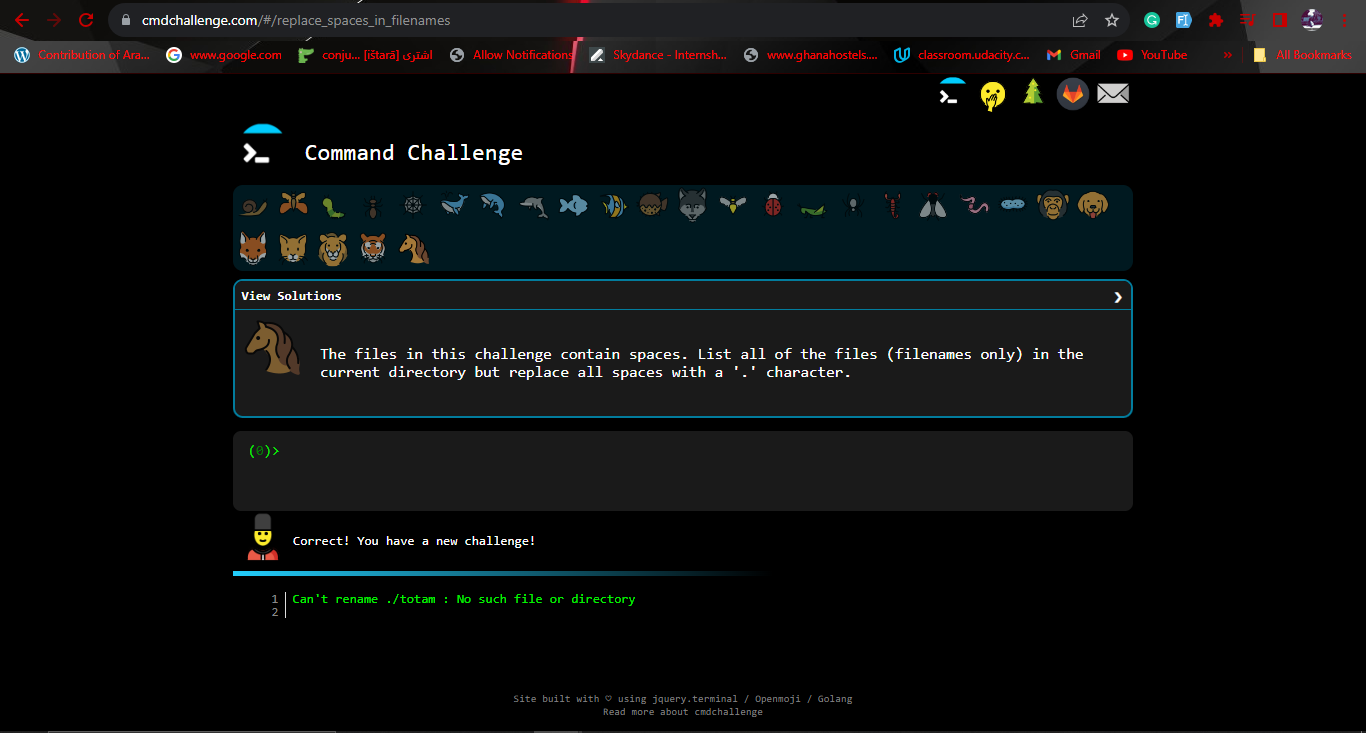 cmdchallenge.com/#/replace_spaces_in_filenames
Contribution of Ara...
www.google.com
conju... [ištarā] اشترى
Allow Notifications
Skydance - Internsh...
www.ghanahostels....
classroom.udacity.c...
Gmail
YouTube
»
All Bookmarks
Command Challenge
View Solutions
The files in this challenge contain spaces. List all of the files (filenames only) in the
current directory but replace all spaces with a '.' character.
(0)>
Correct! You have a new challenge!
1 Can't rename ./totam : No such file or directory
2
Site built with ♡ using jquery.terminal / Openmoji / Golang
Read more about cmdchallenge